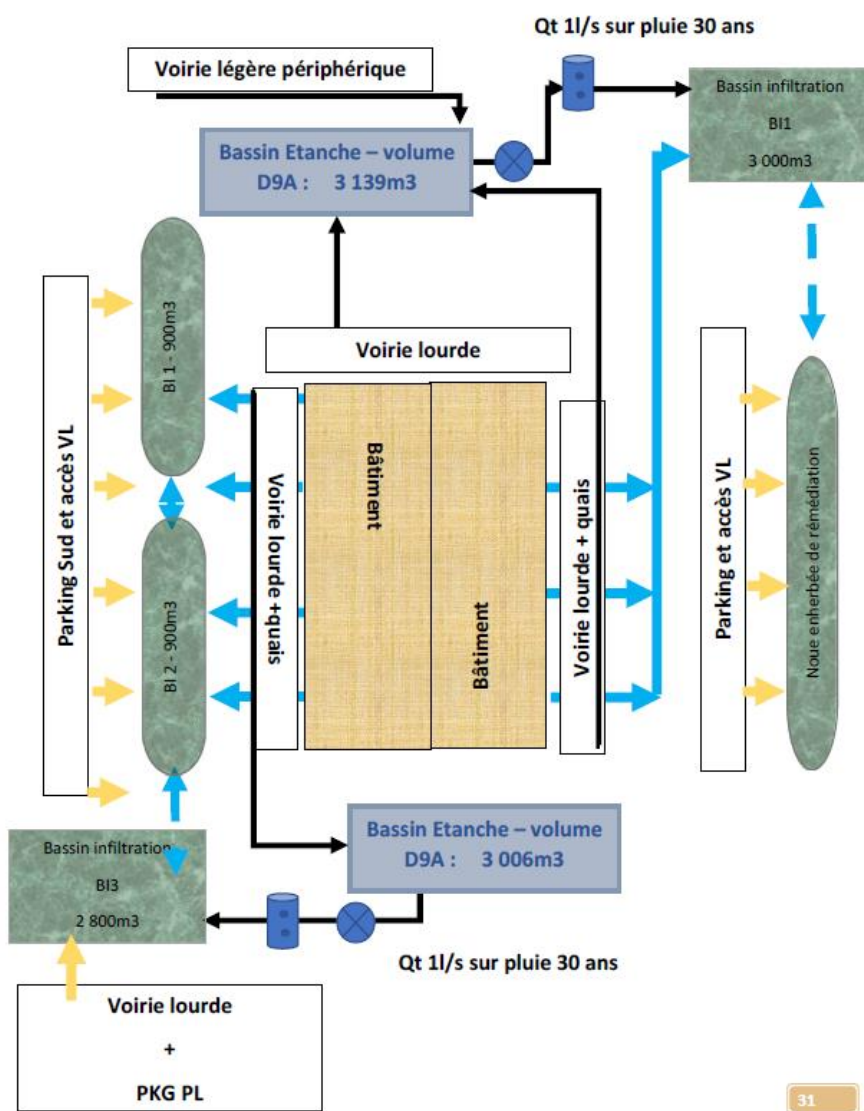 Qt 1l/s sur pluie 30 ans
Voirie légère périphérique
Bassin infiltration
BI1
3 000m3
Bassin Etanche – volume
D9A : 3 139m3
BI 1 - 900m3
Voirie lourde
Parking Sud et accès VL
Voirie lourde +quais
Bâtiment
Bâtiment
Voirie lourde + quais
Parking et accès VL
Noue enherbée de rémédiation
BI 2 - 900m3
Bassin Etanche – volume
D9A : 3 006m3
Bassin infiltration
BI3
2 800m3
Qt 1l/s sur pluie 30 ans
Voirie lourde
+
PKG PL
31